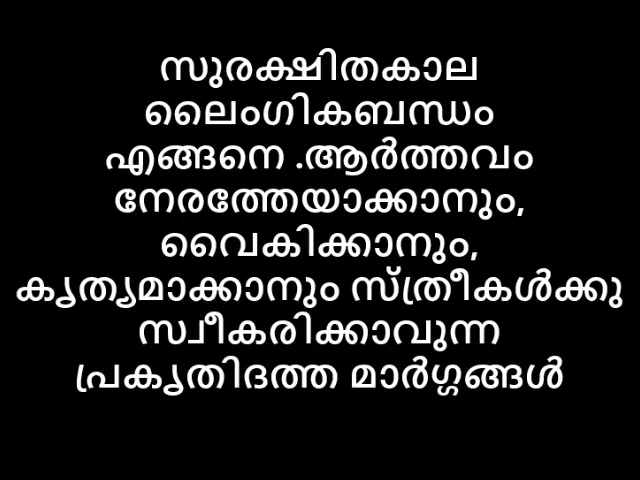 സുരക്ഷിതകാല
ലൈംഗികബന്ധം
എങ്ങനെ .ആർത്തവം
നേരത്തേയാക്കാനും,
വൈകിക്കാനും,
കൃത്യമാക്കാനും സ്ത്രീകൾക്കു
സ്വീകരിക്കാവുന്ന
പ്രകൃതിദത്ത മാർഗ്ഗങ്ങൾ